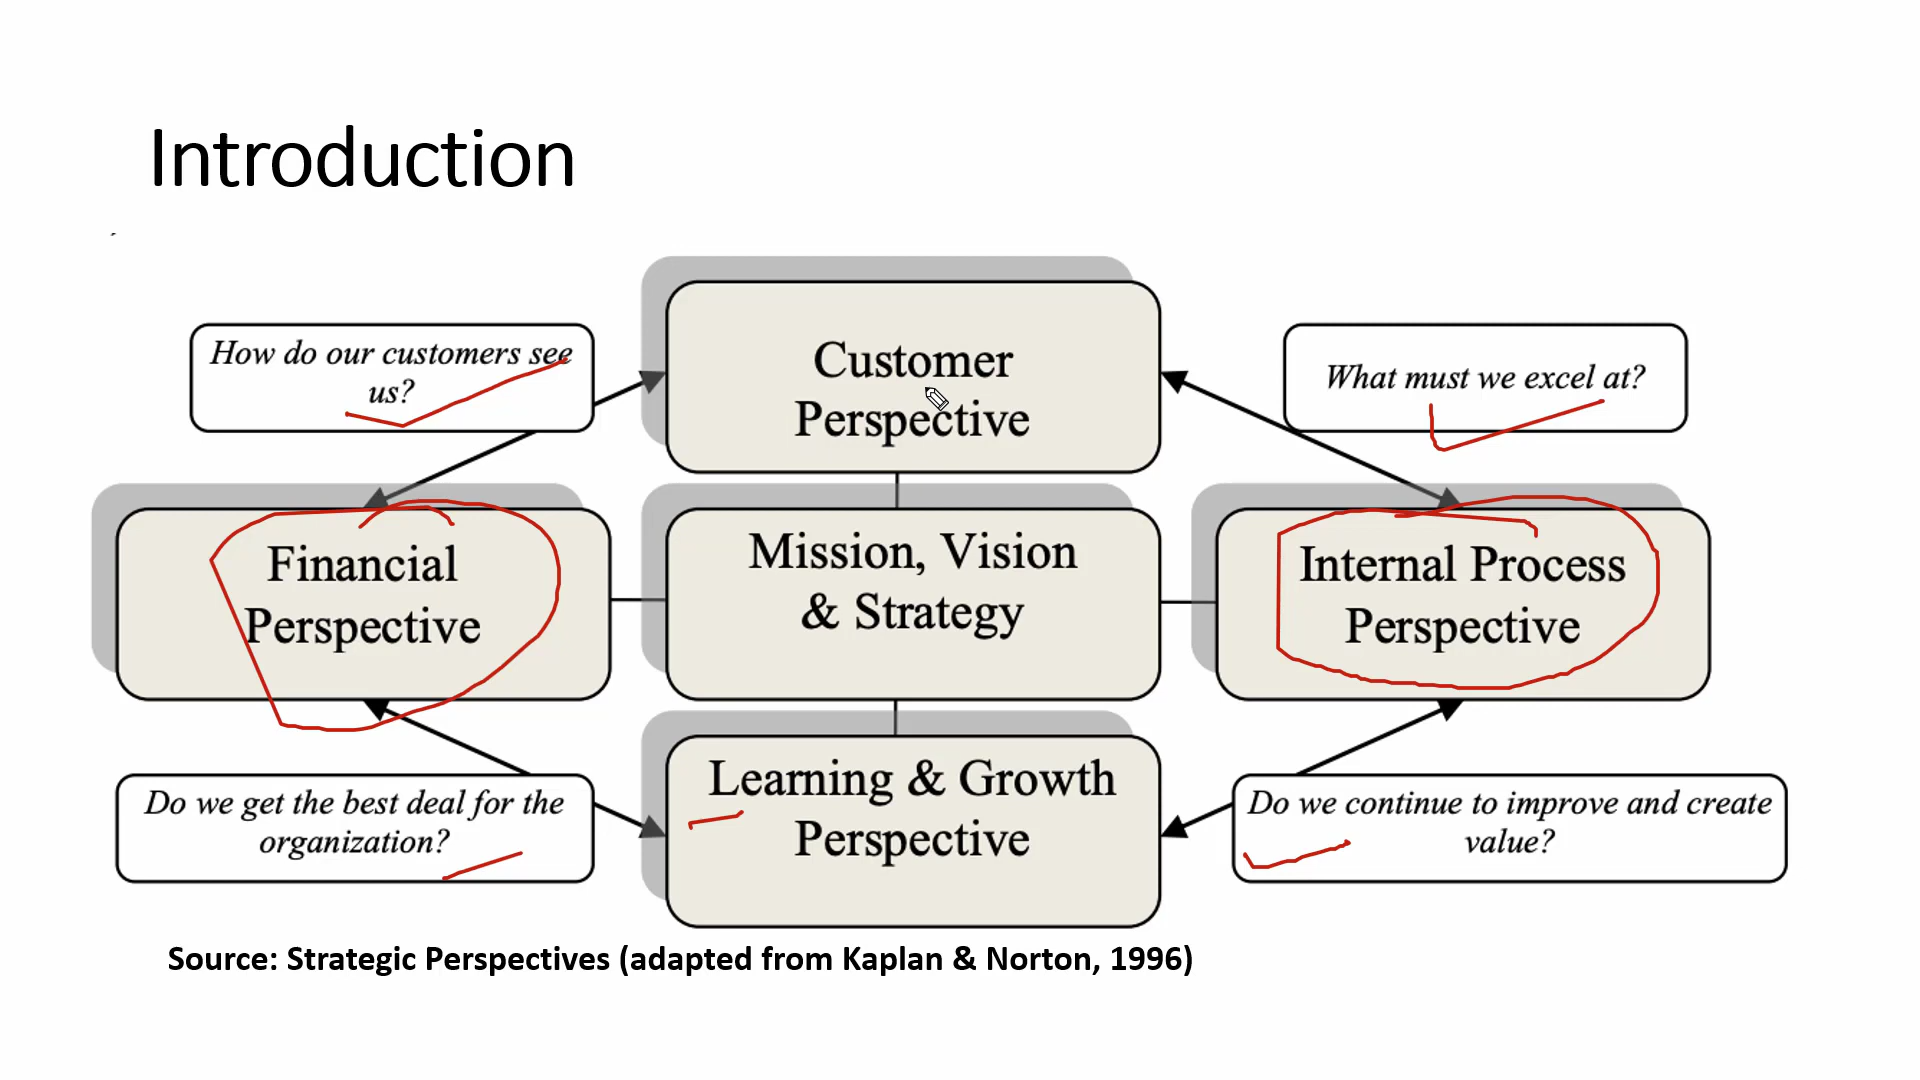 Introduction
How do our customers see
us?
Customer
Perspective
What must we excel at?
Financial
Perspective
Mission, Vision
& Strategy
Internal Process
Perspective
Do we get the best deal for the
organization?
Learning & Growth
Perspective
Do we continue to improve and create
value?
Source: Strategic Perspectives (adapted from Kaplan & Norton, 1996)